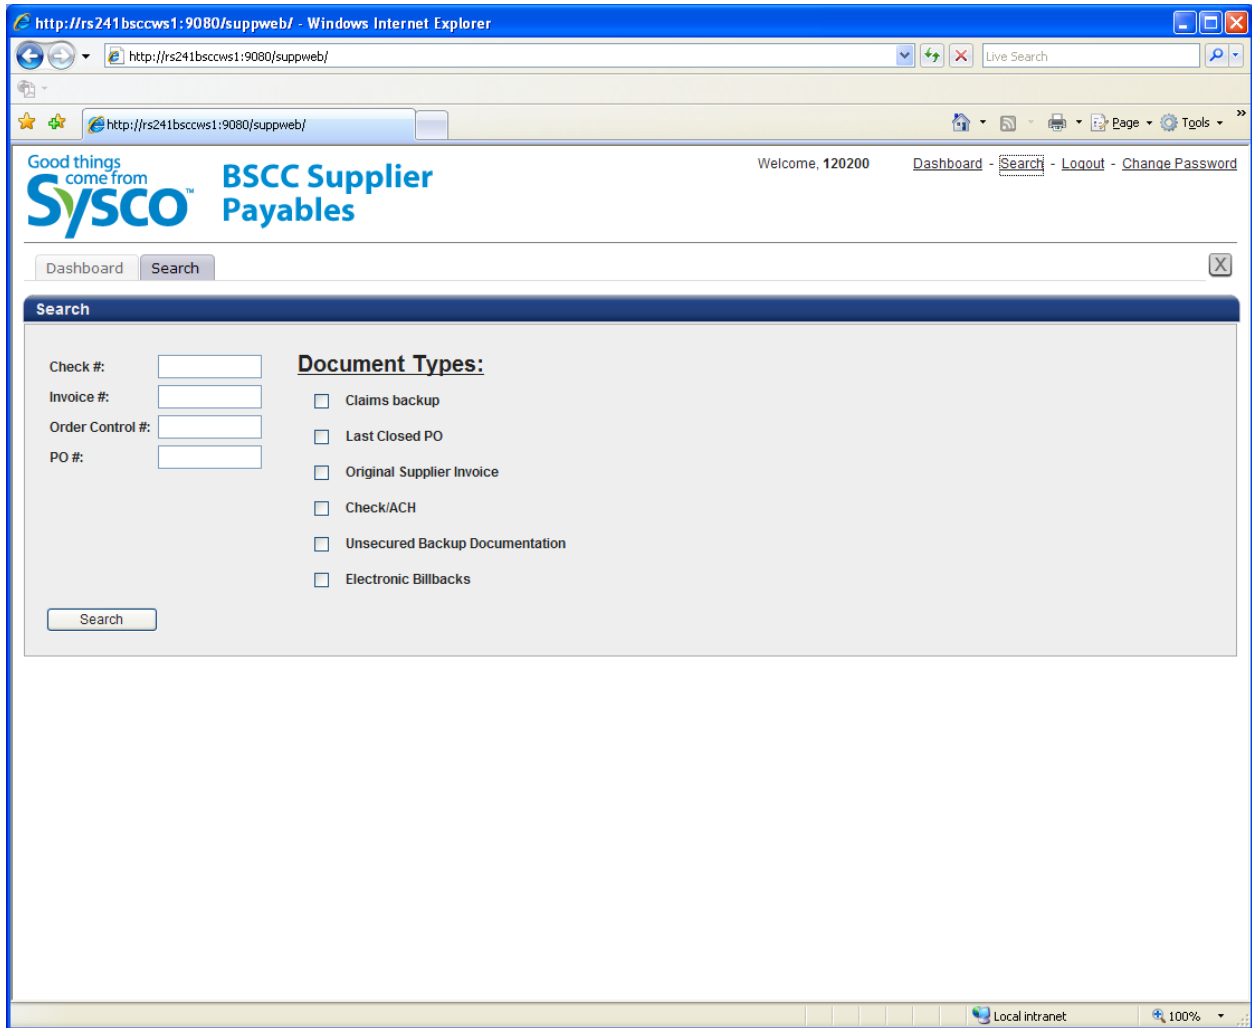 http://rs241bsccws1:9080/suppweb/ - Windows Internet Explorer
http://rs241bsccws1:9080/suppweb/
Live Search
http://rs241bsccws1:9080/suppweb/
Page
Tools
»
Good things
come from
Sysco™
BSCC Supplier
Payables
Welcome, 120200
Dashboard - Search - Logout - Change Password
Dashboard
Search
X
Search
Check #:
Invoice #:
Order Control #:
PO #:
Document Types:
Claims backup
Last Closed PO
Original Supplier Invoice
Check/ACH
Unsecured Backup Documentation
Electronic Billbacks
Search
Local intranet
100%